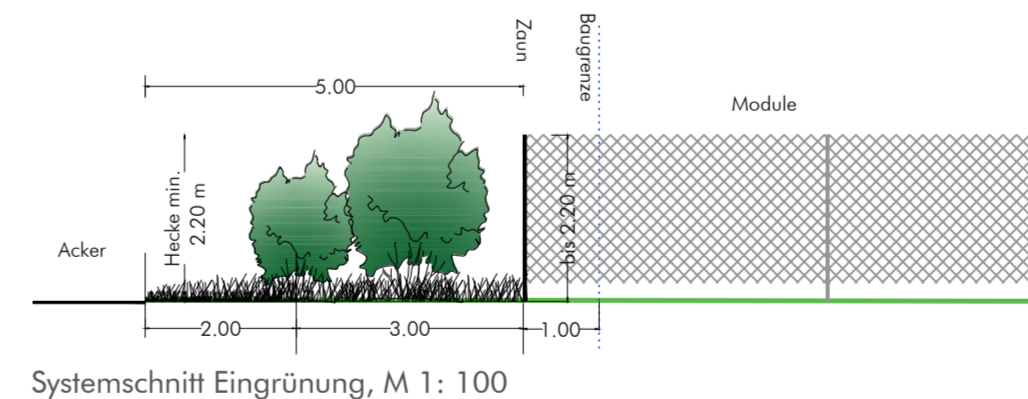 Zaun
Baugrenze
5.00
Module
Hecke min.
2.20 m
bis 2.20 m
Acker
2.00
3.00
1.00
Systemschnitt Eingrünung, M 1: 100